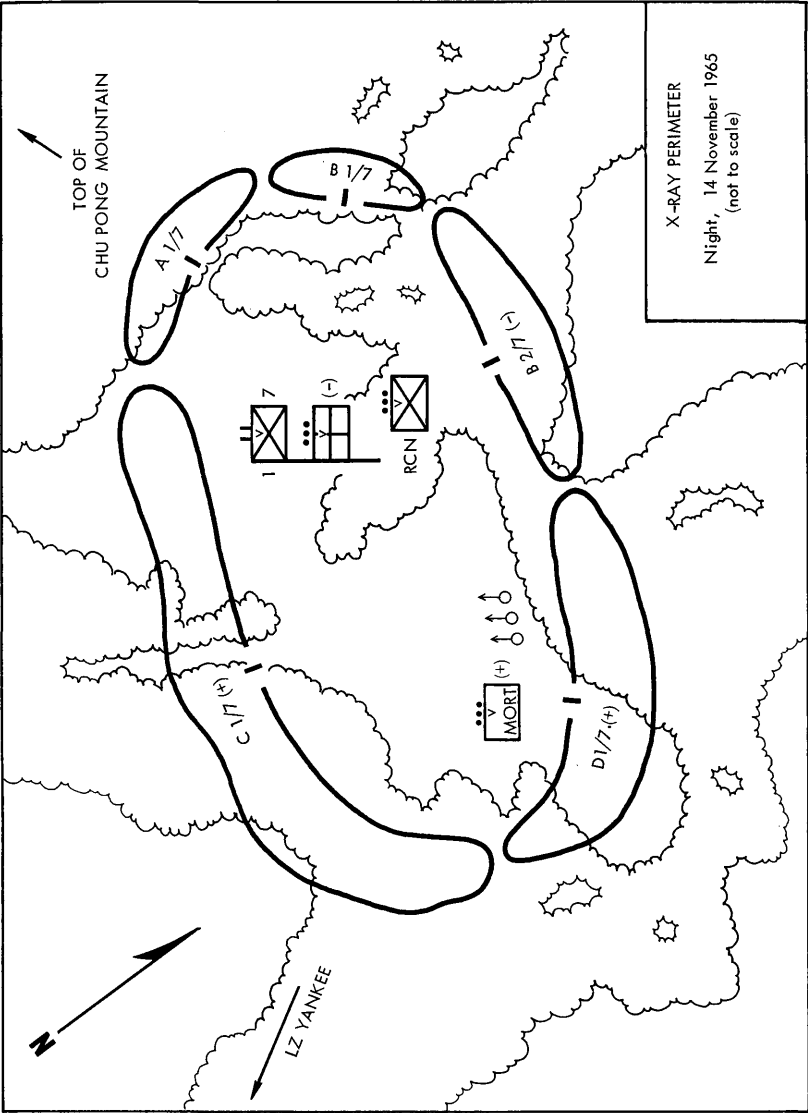 TOP OF
CHU PONG MOUNTAIN
A 1/7
B 1/7
X-RAY PERIMETER
Night, 14 November 1965
(not to scale)
B 2/7 (-)
1
V
7
V
(-)
V
RCN
C 1/7 (+)
V
MORT
(+)
D 1/7.(+)
N
LZ YANKEE